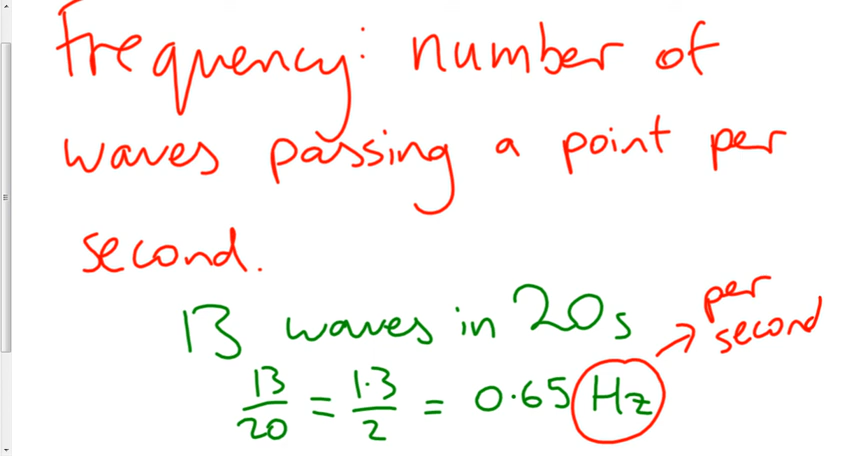 Frequency: number of
waves passing a point per
second.
13 waves in 20s
per
second
13/20 = 1.3/2 = 0.65 Hz